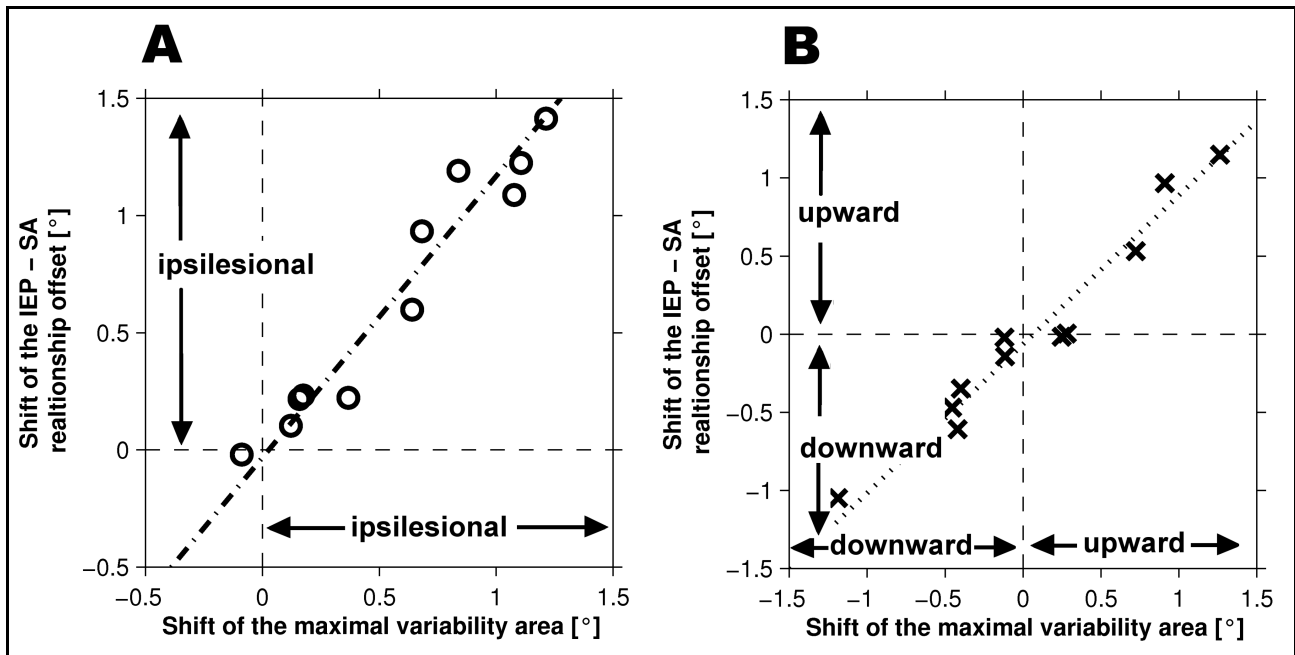 A
1.5
1
0.5
0
−0.5
−0.5
0
0.5
1
1.5
ipsilesional
ipsilesional
Shift of the IEP – SA
realtionship offset [°]
Shift of the maximal variability area [°]
B
1.5
1
0.5
0
−0.5
−1
−1.5
−1.5
−1
−0.5
0
0.5
1
1.5
upward
downward
downward
upward
Shift of the IEP – SA
realtionship offset [°]
Shift of the maximal variability area [°]